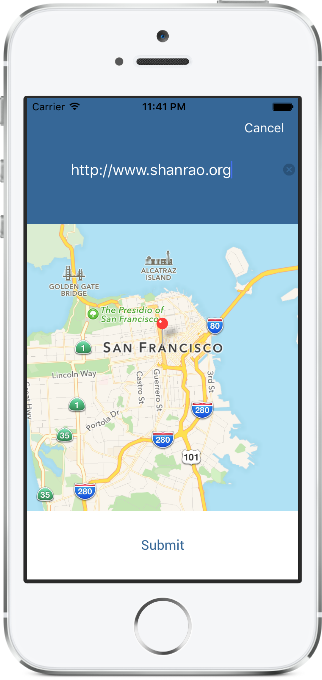 Carrier 11:41 PM
Cancel
http://www.shanrao.org
ALCATRAZ
ISLAND
GOLDEN GATE
BRIDGE
The Presidio of
San Francisco
80
1
SAN FRANCISCO
Lincoln Way
Castro St
Guerrero St
3rd St
1
280
Portola Dr
35
280
101
35
280
Submit